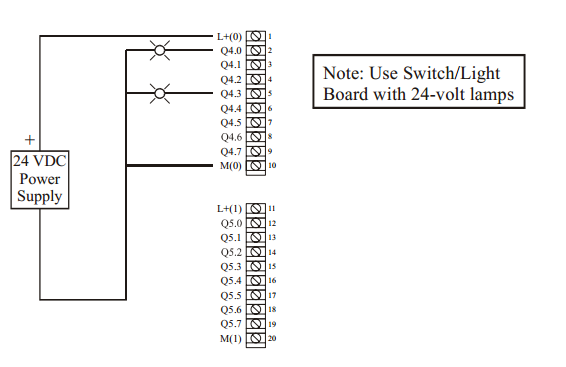 L+(0) 1
Q4.0 2
Q4.1 3
Q4.2 4
Q4.3 5
Q4.4 6
Q4.5 7
Q4.6 8
Q4.7 9
M(0) 10
Note: Use Switch/Light
Board with 24-volt lamps
+
24 VDC
Power
Supply
L+(1) 11
Q5.0 12
Q5.1 13
Q5.2 14
Q5.3 15
Q5.4 16
Q5.5 17
Q5.6 18
Q5.7 19
M(1) 20